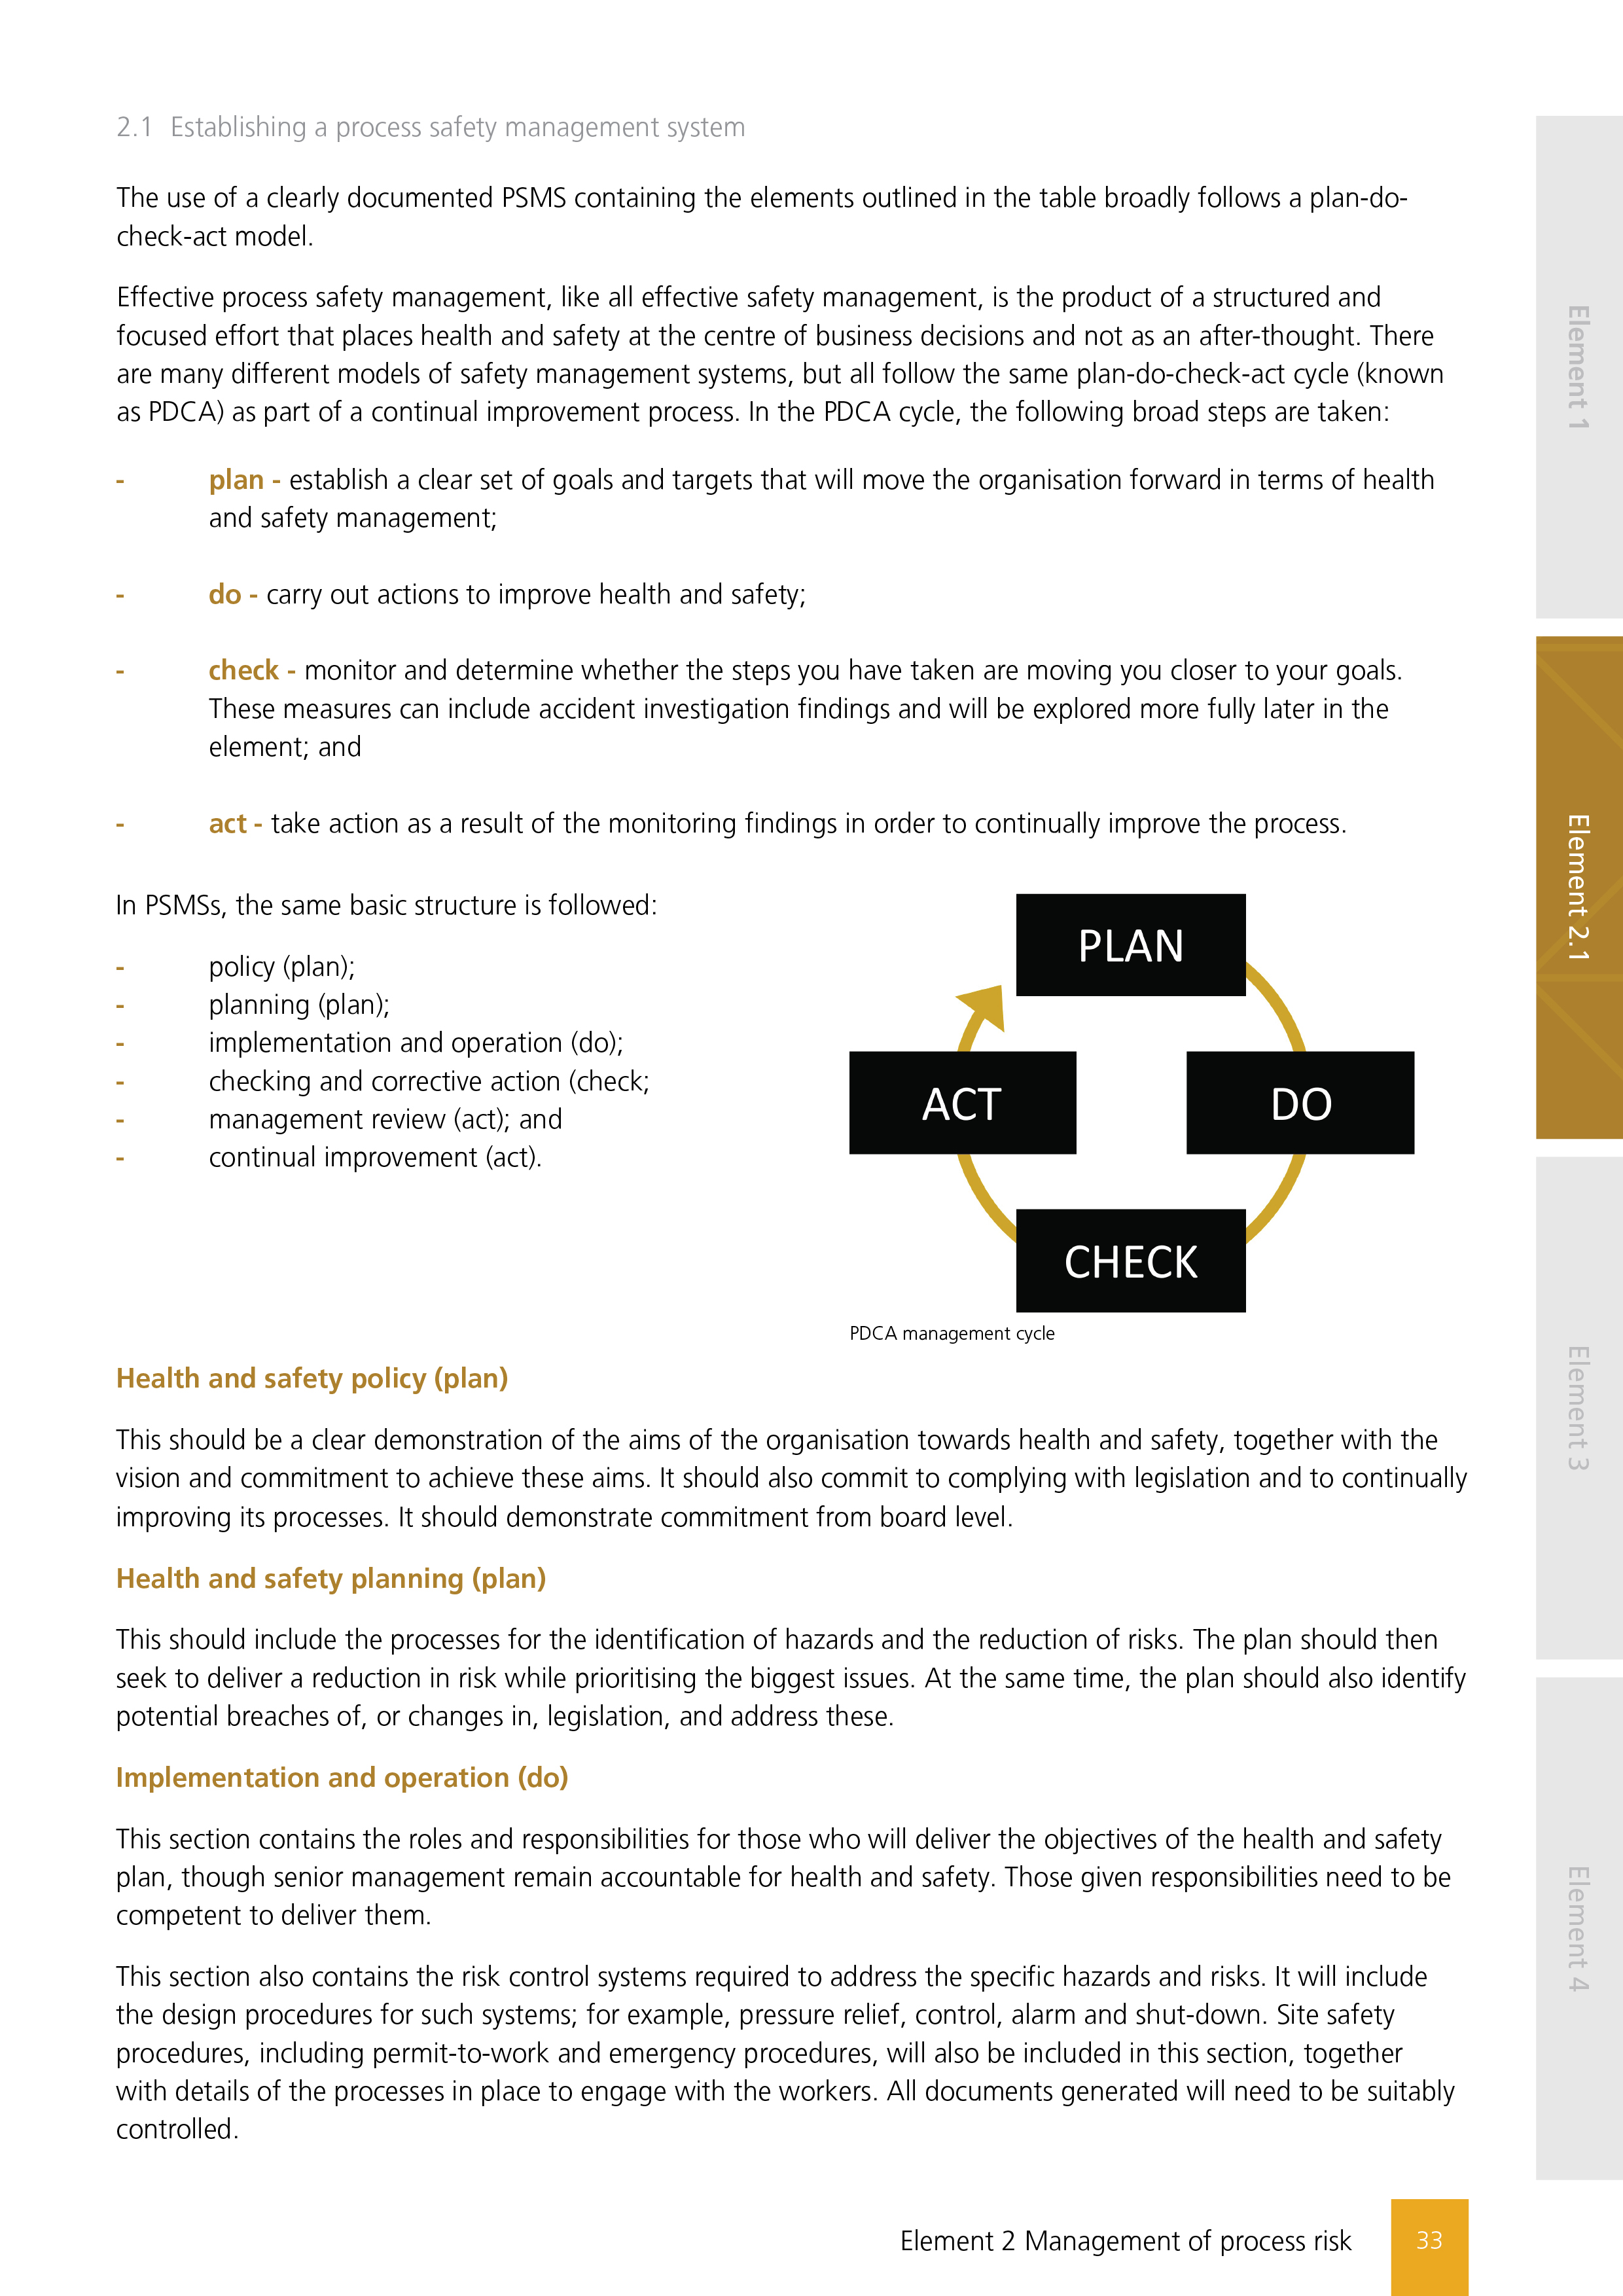 2.1 Establishing a process safety management system
The use of a clearly documented PSMS containing the elements outlined in the table broadly follows a plan-do-
check-act model.
Effective process safety management, like all effective safety management, is the product of a structured and
focused effort that places health and safety at the centre of business decisions and not as an after-thought. There
are many different models of safety management systems, but all follow the same plan-do-check-act cycle (known
as PDCA) as part of a continual improvement process. In the PDCA cycle, the following broad steps are taken:
- plan - establish a clear set of goals and targets that will move the organisation forward in terms of health
and safety management;
- do - carry out actions to improve health and safety;
- check - monitor and determine whether the steps you have taken are moving you closer to your goals.
These measures can include accident investigation findings and will be explored more fully later in the
element; and
- act - take action as a result of the monitoring findings in order to continually improve the process.
In PSMSs, the same basic structure is followed:
- policy (plan);
- planning (plan);
- implementation and operation (do);
- checking and corrective action (check;
- management review (act); and
- continual improvement (act).
PLAN
ACT
DO
CHECK
PDCA management cycle
Health and safety policy (plan)
This should be a clear demonstration of the aims of the organisation towards health and safety, together with the
vision and commitment to achieve these aims. It should also commit to complying with legislation and to continually
improving its processes. It should demonstrate commitment from board level.
Health and safety planning (plan)
This should include the processes for the identification of hazards and the reduction of risks. The plan should then
seek to deliver a reduction in risk while prioritising the biggest issues. At the same time, the plan should also identify
potential breaches of, or changes in, legislation, and address these.
Implementation and operation (do)
This section contains the roles and responsibilities for those who will deliver the objectives of the health and safety
plan, though senior management remain accountable for health and safety. Those given responsibilities need to be
competent to deliver them.
This section also contains the risk control systems required to address the specific hazards and risks. It will include
the design procedures for such systems; for example, pressure relief, control, alarm and shut-down. Site safety
procedures, including permit-to-work and emergency procedures, will also be included in this section, together
with details of the processes in place to engage with the workers. All documents generated will need to be suitably
controlled.
Element 2 Management of process risk
33
Element 1
Element 2.1
Element 3
Element 4